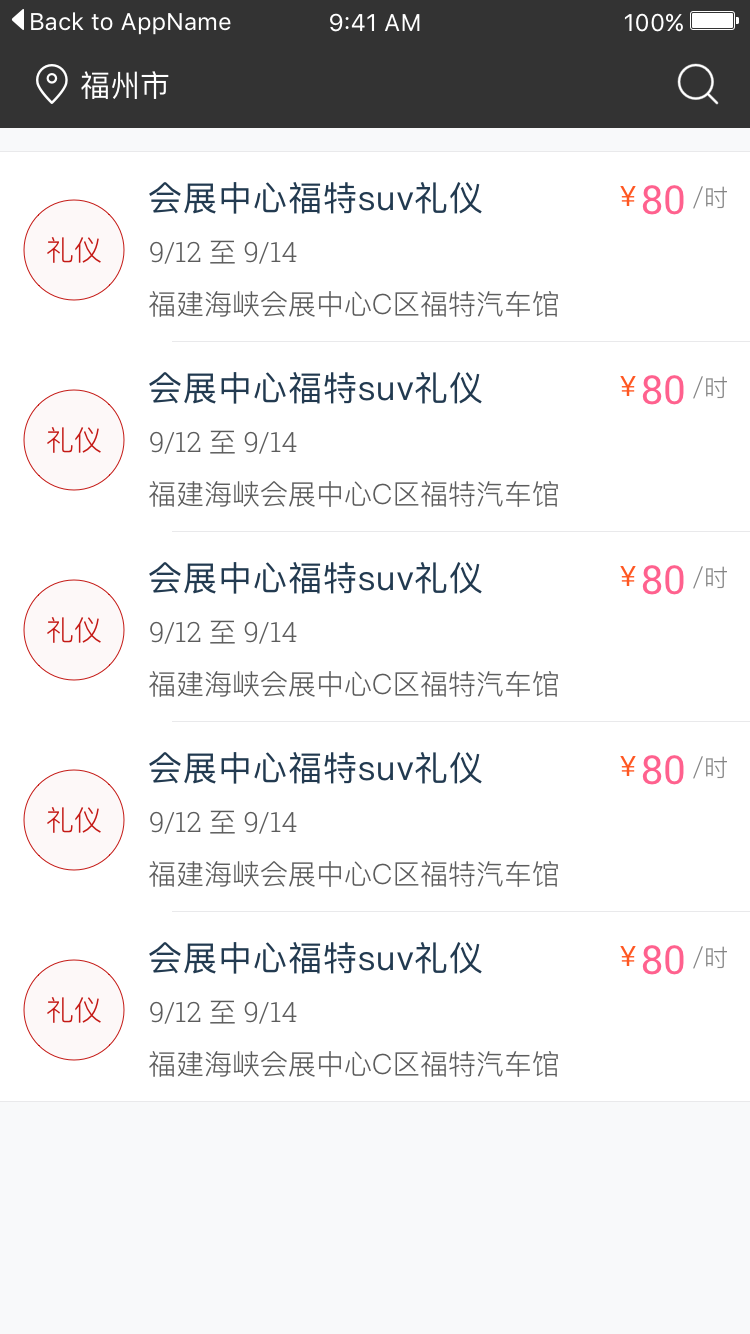 Back to AppName 9:41 AM 100%
福州市
会展中心福特suv礼仪 ¥80/时
礼仪
9/12 至 9/14
福建海峡会展中心C区福特汽车馆
会展中心福特suv礼仪 ¥80/时
礼仪
9/12 至 9/14
福建海峡会展中心C区福特汽车馆
会展中心福特suv礼仪 ¥80/时
礼仪
9/12 至 9/14
福建海峡会展中心C区福特汽车馆
会展中心福特suv礼仪 ¥80/时
礼仪
9/12 至 9/14
福建海峡会展中心C区福特汽车馆
会展中心福特suv礼仪 ¥80/时
礼仪
9/12 至 9/14
福建海峡会展中心C区福特汽车馆